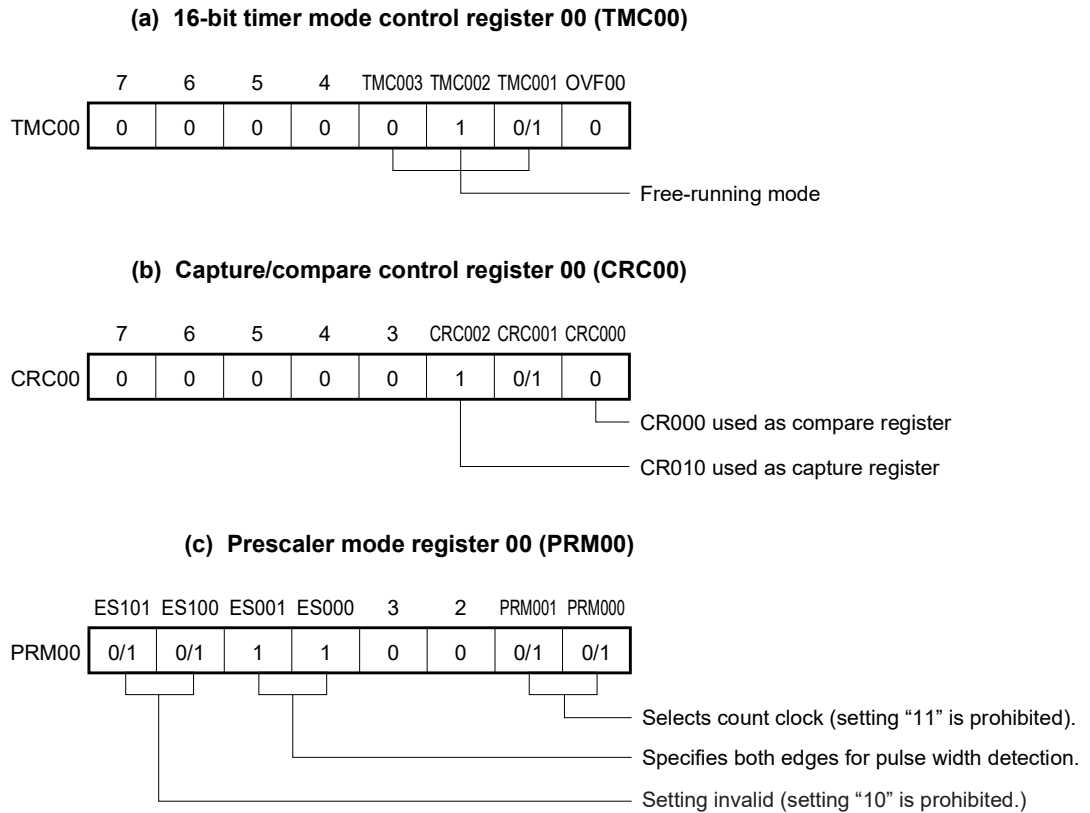 (a) 16-bit timer mode control register 00 (TMC00)
7 6 5 4 TMC003 TMC002 TMC001 OVF00
TMC00 0 0 0 0 0 1 0/1 0
Free-running mode
(b) Capture/compare control register 00 (CRC00)
7 6 5 4 3 CRC002 CRC001 CRC000
CRC00 0 0 0 0 0 1 0/1 0
CR000 used as compare register
CR010 used as capture register
(c) Prescaler mode register 00 (PRM00)
ES101 ES100 ES001 ES000 3 2 PRM001 PRM000
PRM00 0/1 0/1 1 1 0 0 0/1 0/1
Selects count clock (setting “11” is prohibited).
Specifies both edges for pulse width detection.
Setting invalid (setting “10” is prohibited.)